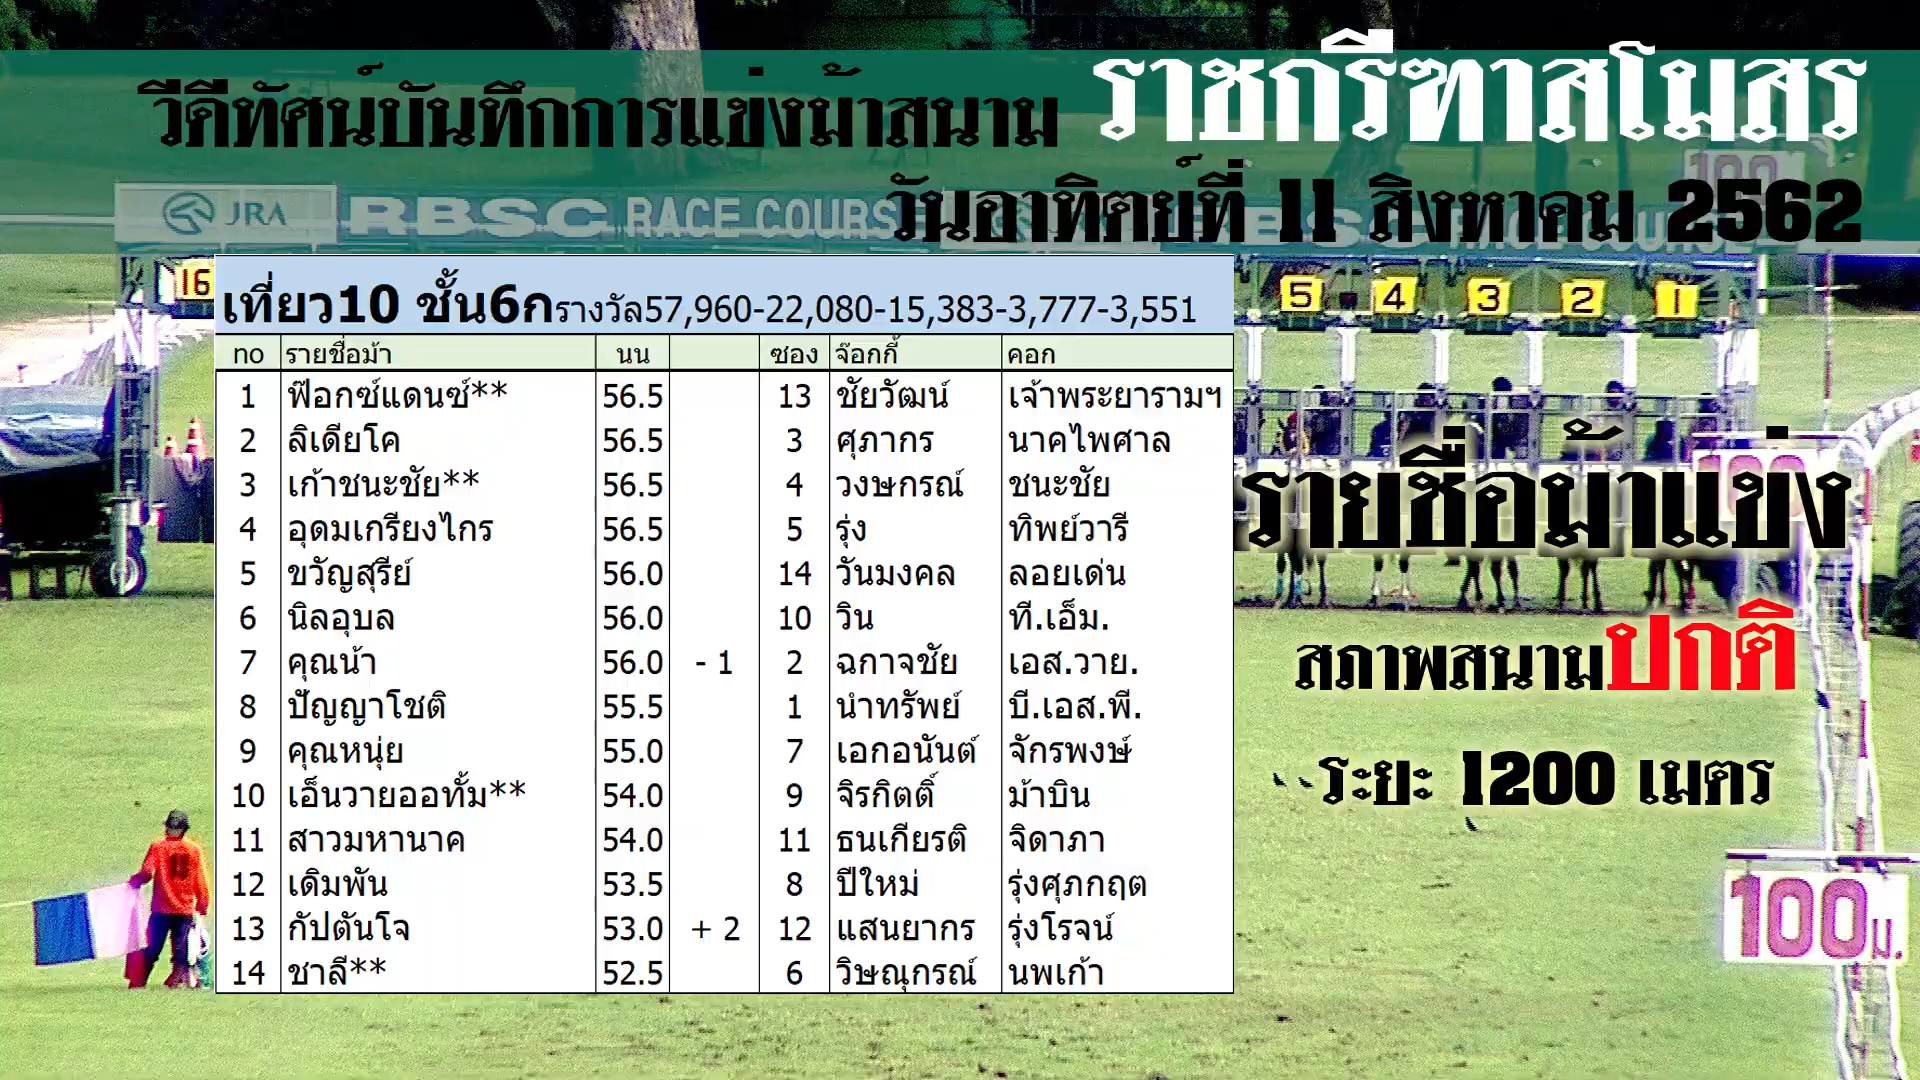 วีดีทัศน์บันทึกการแข่งม้าสนาม ราชกรีฑาสโมสร
วันอาทิตย์ที่ 11 สิงหาคม 2562
JRA RBSC RACE COURS
16
5 4 3 2 1
เที่ยว10 ชั้น6ก รางวัล57,960-22,080-15,383-3,777-3,551
no รายชื่อม้า นน ซอง จ๊อกกี้ คอก
1 ฟ๊อกซ์แดนซ์** 56.5 13 ชัยวัฒน์ เจ้าพระยารามฯ
2 ลิเดียโค 56.5 3 ศุภากร นาคไพศาล
3 เก้าชนะชัย** 56.5 4 วงษกรณ์ ชนะชัย
4 อุดมเกรียงไกร 56.5 5 รุ่ง ทิพย์วารี
5 ขวัญสุรีย์ 56.0 14 วันมงคล ลอยเด่น
6 นิลอุบล 56.0 10 วิน ที.เอ็ม.
7 คุณน้า 56.0 - 1 2 ฉกาจชัย เอส.วาย.
8 ปัญญาโชติ 55.5 1 นำทรัพย์ บี.เอส.พี.
9 คุณหนุ่ย 55.0 7 เอกอนันต์ จักรพงษ์
10 เอ็นวายออทั้ม** 54.0 9 จิรกิตติ์ ม้าบิน
11 สาวมหานาค 54.0 11 ธนเกียรติ จิดาภา
12 เดิมพัน 53.5 8 ปีใหม่ รุ่งศุภกฤต
13 กัปตันโจ 53.0 + 2 12 แสนยากร รุ่งโรจน์
14 ชาลี** 52.5 6 วิษณุกรณ์ นพเก้า
รายชื่อม้าแข่ง
สภาพสนามปกติ
ระยะ 1200 เมตร
100ม.